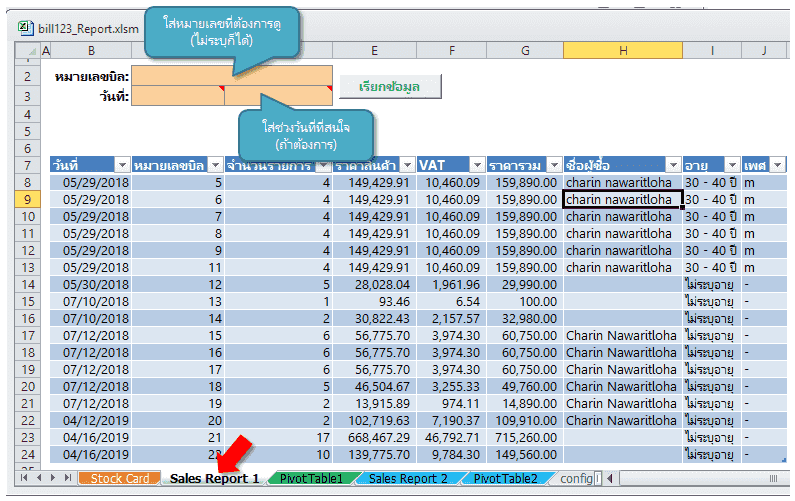 bill123_Report.xlsm
ใส่หมายเลขที่ต้องการดู
(ไม่ระบุก็ได้)
A B E F G H I J
2 หมายเลขบิล:
3 วันที่: เรียกข้อมูล
4
ใส่ช่วงวันที่ที่สนใจ
(ถ้าต้องการ)
5
6
7 วันที่ หมายเลขบิล จำนวนรายการ ราคาสินค้า VAT ราคารวม ชื่อผู้ซื้อ อายุ เพศ
8 05/29/2018 5 4 149,429.91 10,460.09 159,890.00 charin nawaritloha 30 - 40 ปี m
9 05/29/2018 6 4 149,429.91 10,460.09 159,890.00 charin nawaritloha 30 - 40 ปี m
10 05/29/2018 7 4 149,429.91 10,460.09 159,890.00 charin nawaritloha 30 - 40 ปี m
11 05/29/2018 8 4 149,429.91 10,460.09 159,890.00 charin nawaritloha 30 - 40 ปี m
12 05/29/2018 9 4 149,429.91 10,460.09 159,890.00 charin nawaritloha 30 - 40 ปี m
13 05/29/2018 11 4 149,429.91 10,460.09 159,890.00 charin nawaritloha 30 - 40 ปี m
14 05/30/2018 12 5 28,028.04 1,961.96 29,990.00 ไม่ระบุอายุ -
15 07/10/2018 13 1 93.46 6.54 100.00 ไม่ระบุอายุ -
16 07/10/2018 14 2 30,822.43 2,157.57 32,980.00 ไม่ระบุอายุ -
17 07/12/2018 15 6 56,775.70 3,974.30 60,750.00 Charin Nawaritloha ไม่ระบุอายุ -
18 07/12/2018 16 6 56,775.70 3,974.30 60,750.00 Charin Nawaritloha ไม่ระบุอายุ -
19 07/12/2018 17 6 56,775.70 3,974.30 60,750.00 Charin Nawaritloha ไม่ระบุอายุ -
20 07/12/2018 18 5 46,504.67 3,255.33 49,760.00 Charin Nawaritloha ไม่ระบุอายุ -
21 07/12/2018 19 2 13,915.89 974.11 14,890.00 Charin Nawaritloha ไม่ระบุอายุ -
22 04/12/2019 20 2 102,719.63 7,190.37 109,910.00 Charin Nawaritloha ไม่ระบุอายุ -
23 04/16/2019 21 17 668,467.29 46,792.71 715,260.00 ไม่ระบุอายุ -
24 04/16/2019 10 139,775.70 9,784.30 149,560.00 ไม่ระบุอายุ -
Stock Card Sales Report 1 PivotTable1 Sales Report 2 PivotTable2 config